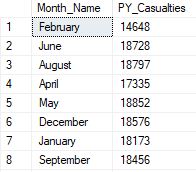 Month_Name PY_Casualties
1 February 14648
2 June 18728
3 August 18797
4 April 17335
5 May 18852
6 December 18576
7 January 18173
8 September 18456